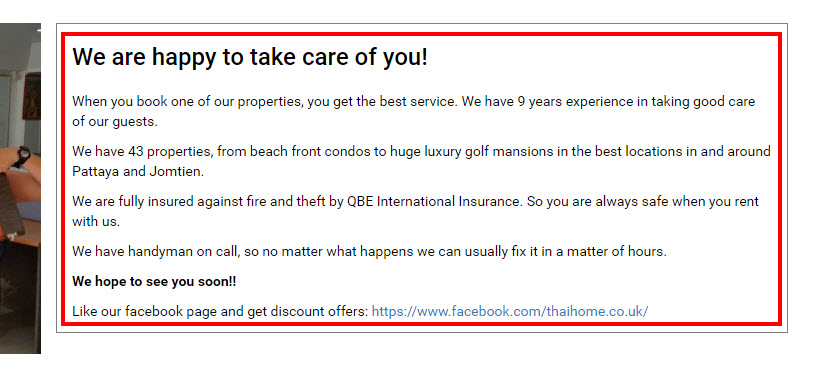 We are happy to take care of you!
When you book one of our properties, you get the best service. We have 9 years experience in taking good care
of our guests.
We have 43 properties, from beach front condos to huge luxury golf mansions in the best locations in and around
Pattaya and Jomtien.
We are fully insured against fire and theft by QBE International Insurance. So you are always safe when you rent
with us.
We have handyman on call, so no matter what happens we can usually fix it in a matter of hours.
We hope to see you soon!!
Like our facebook page and get discount offers: https://www.facebook.com/thaihome.co.uk/